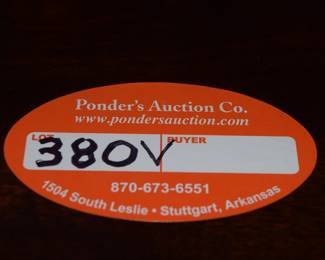 Ponder's Auction Co.
www.pondersauction.com
LOT BUYER
380V
870-673-6551
1504 South Leslie • Stuttgart, Arkansas